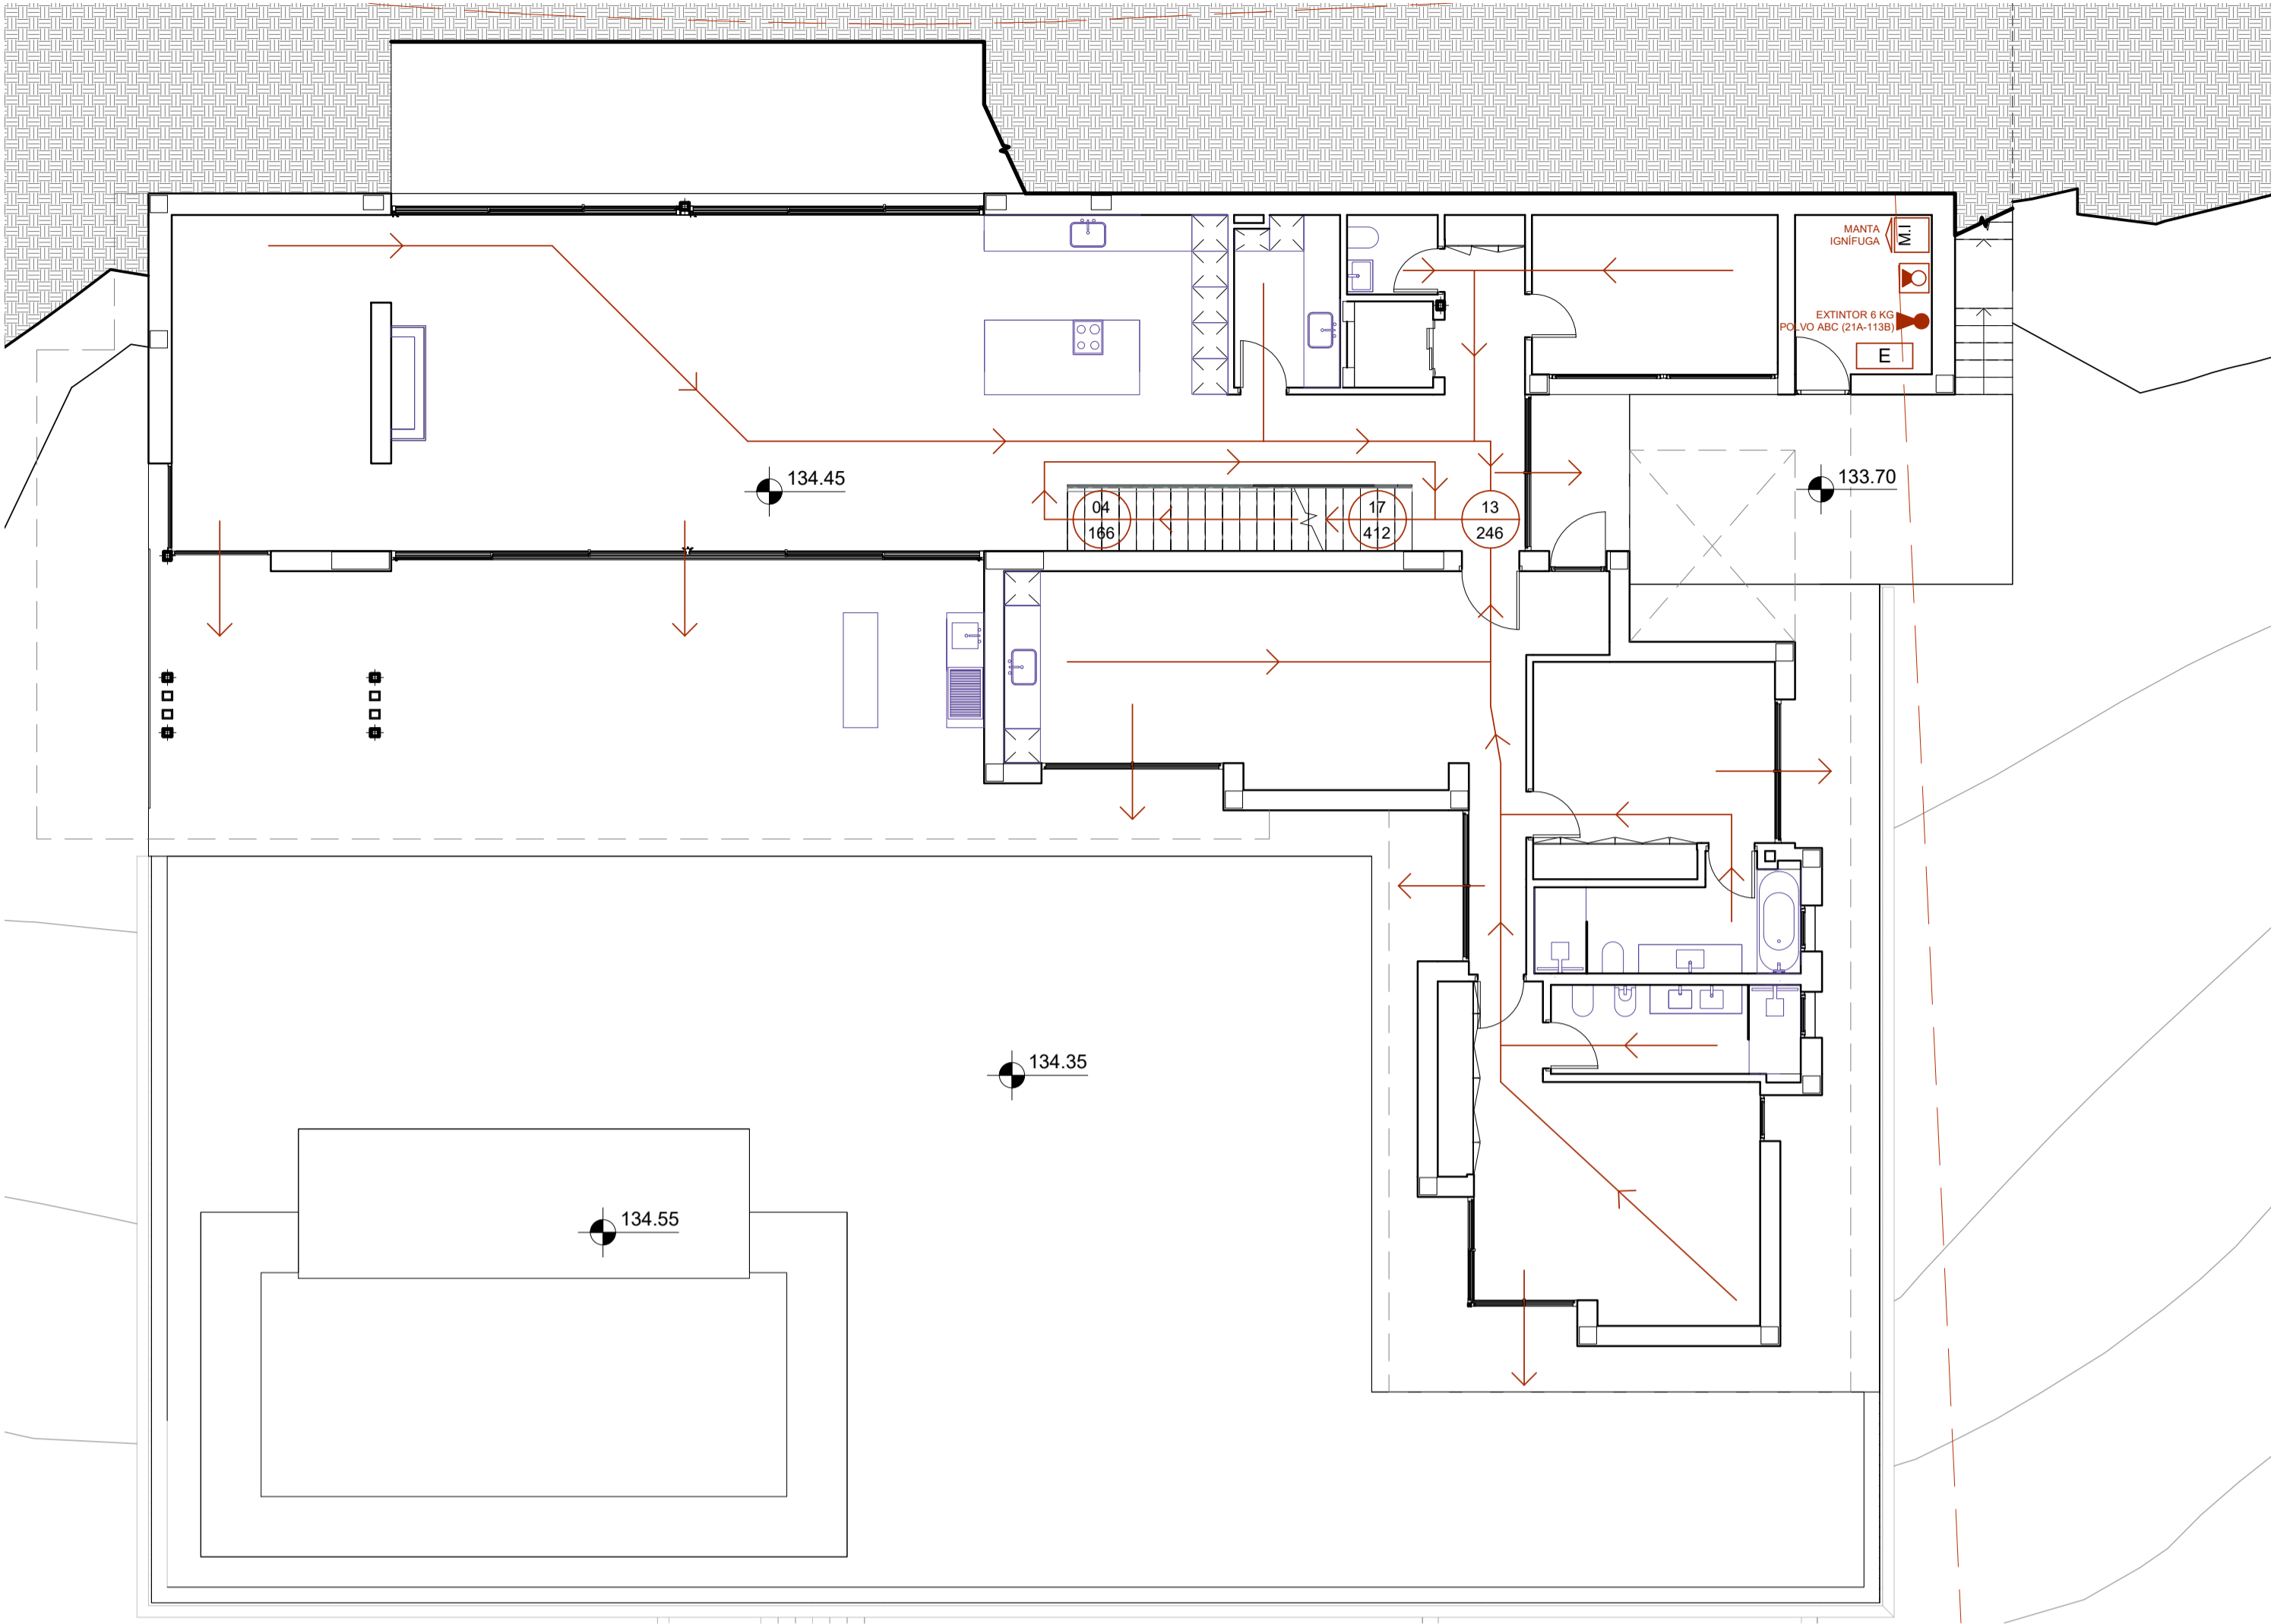 MANTA
IGNÍFUGA
M.I
EXTINTOR 6 KG
POLVO ABC (21A-113B)
E
134.45
133.70
04
166
17
412
13
246
134.35
134.55